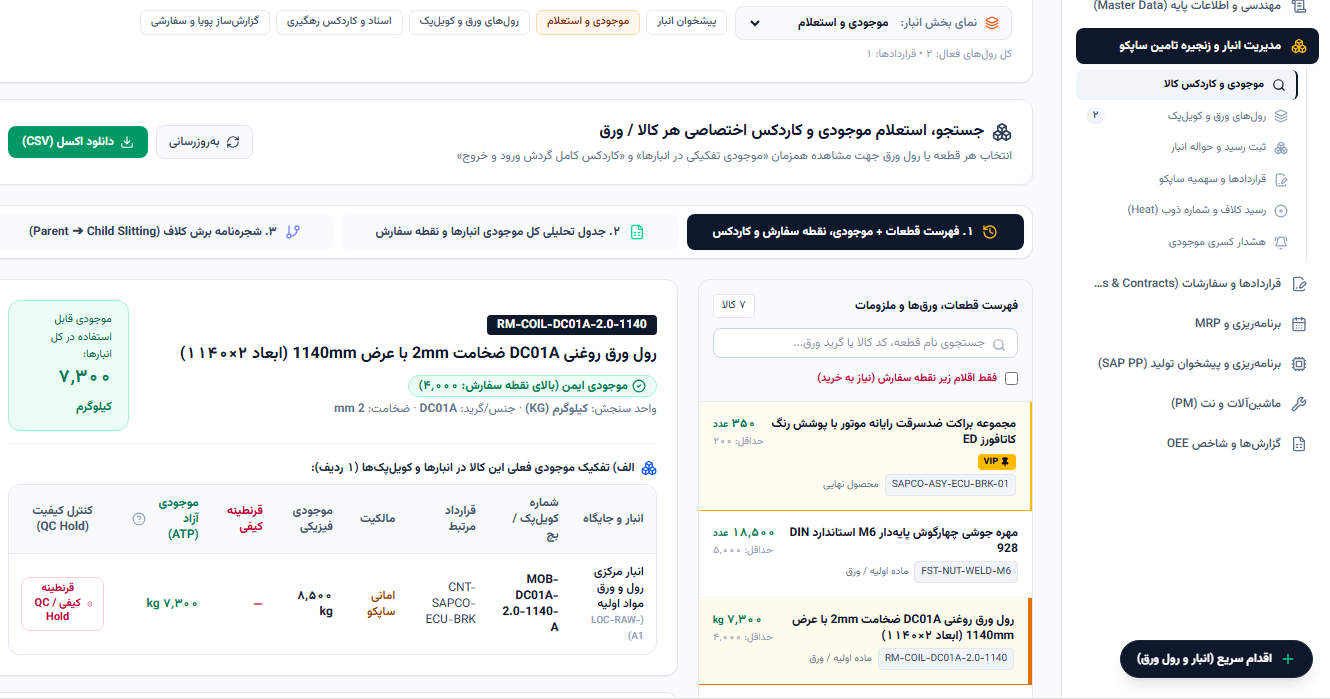 مهندسی و اطلاعات پایه (Master Data)
مدیریت انبار و زنجیره تامین ساپکو
موجودی و کاردکس کالا
رول‌های ورق و کویل‌پک
۲
ثبت رسید و حواله انبار
قراردادها و سهمیه ساپکو
رسید کلاف و شماره ذوب (Heat)
هشدار کسری موجودی
قراردادها و سفارشات (s & Contracts...
برنامه‌ریزی و MRP
برنامه‌ریزی و پیشخوان تولید (SAP PP)
ماشین‌آلات و نت (PM)
گزارش‌ها و شاخص OEE
+ اقدام سریع (انبار و رول ورق)
نمای بخش انبار: موجودی و استعلام
پیشخوان انبار
موجودی و استعلام
رول‌های ورق و کویل‌پک
اسناد و کاردکس رهگیری
گزارش‌ساز پویا و سفارشی
کل رول‌های فعال: ۲ • قراردادها: ۱
جستجو، استعلام موجودی و کاردکس اختصاصی هر کالا / ورق
انتخاب هر قطعه یا رول ورق جهت مشاهده همزمان «موجودی تفکیکی در انبارها» و «کاردکس کامل گردش ورود و خروج»
به‌روزرسانی
دانلود اکسل (CSV)
۱. فهرست قطعات + موجودی، نقطه سفارش و کاردکس
۲. جدول تحلیلی کل موجودی انبارها و نقطه سفارش
۳. شجره‌نامه برش کلاف (Parent ➔ Child Slitting)
فهرست قطعات، ورق‌ها و ملزومات
۷ کالا
جستجوی نام قطعه، کد کالا یا گرید ورق...
فقط اقلام زیر نقطه سفارش (نیاز به خرید)
مجموعه براکت ضدسرقت رایانه موتور با پوشش رنگ
کاتافورز ED
۳۵۰ عدد
حداقل: ۲۰۰
VIP
SAPCO-ASY-ECU-BRK-01
محصول نهایی
مهره جوشی چهارگوش پایه‌دار M6 استاندارد DIN
928
۱۸,۵۰۰ عدد
حداقل: ۵,۰۰۰
FST-NUT-WELD-M6
ماده اولیه / ورق
رول ورق روغنی DC01A ضخامت 2mm با عرض
1140mm (ابعاد ۲×۱۱۴۰)
۷,۳۰۰ kg
حداقل: ۴,۰۰۰
RM-COIL-DC01A-2.0-1140
ماده اولیه / ورق
RM-COIL-DC01A-2.0-1140
رول ورق روغنی DC01A ضخامت 2mm با عرض 1140mm (ابعاد ۲×۱۱۴۰)
موجودی ایمن (بالای نقطه سفارش: ۴,۰۰۰)
واحد سنجش: کیلوگرم (KG) · جنس/گرید: DC01A · ضخامت: 2 mm
موجودی قابل
استفاده در کل
انبارها:
۷,۳۰۰
کیلوگرم
الف) تفکیک موجودی فعلی این کالا در انبارها و کویل‌پک‌ها (۱ ردیف):
انبار و جایگاه
شماره
کویل‌پک /
بچ
قرارداد
مرتبط
مالکیت
موجودی
فیزیکی
قرنطینه
کیفی
موجودی
آزاد
(ATP)
کنترل کیفیت
(QC Hold)
انبار مرکزی
رول و ورق
مواد اولیه
(LOC-RAW-
A1)
MOB-
DC01A-
2.0-1140-
A
CNT-
SAPCO-
ECU-BRK
امانی
ساپکو
۸,۵۰۰
kg
—
۷,۳۰۰ kg
قرنطینه
کیفی / QC
Hold